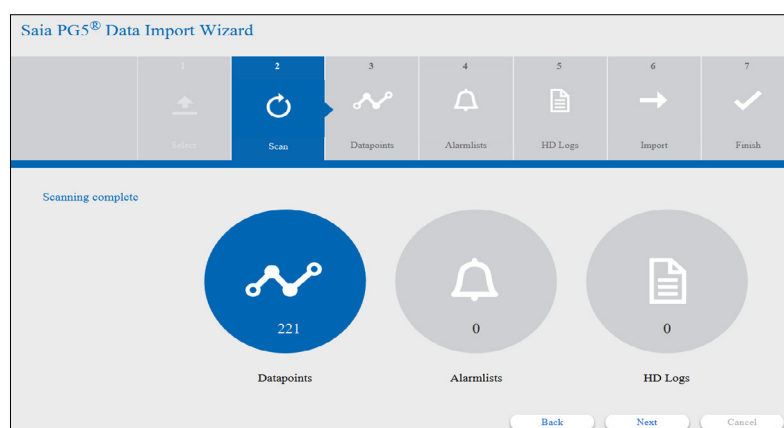 Saia PG5® Data Import Wizard
1 2 3 4 5 6 7
Select Scan Datapoints Alarmlists HD Logs Import Finish
Scanning complete
221 0 0
Datapoints Alarmlists HD Logs
Back Next Cancel